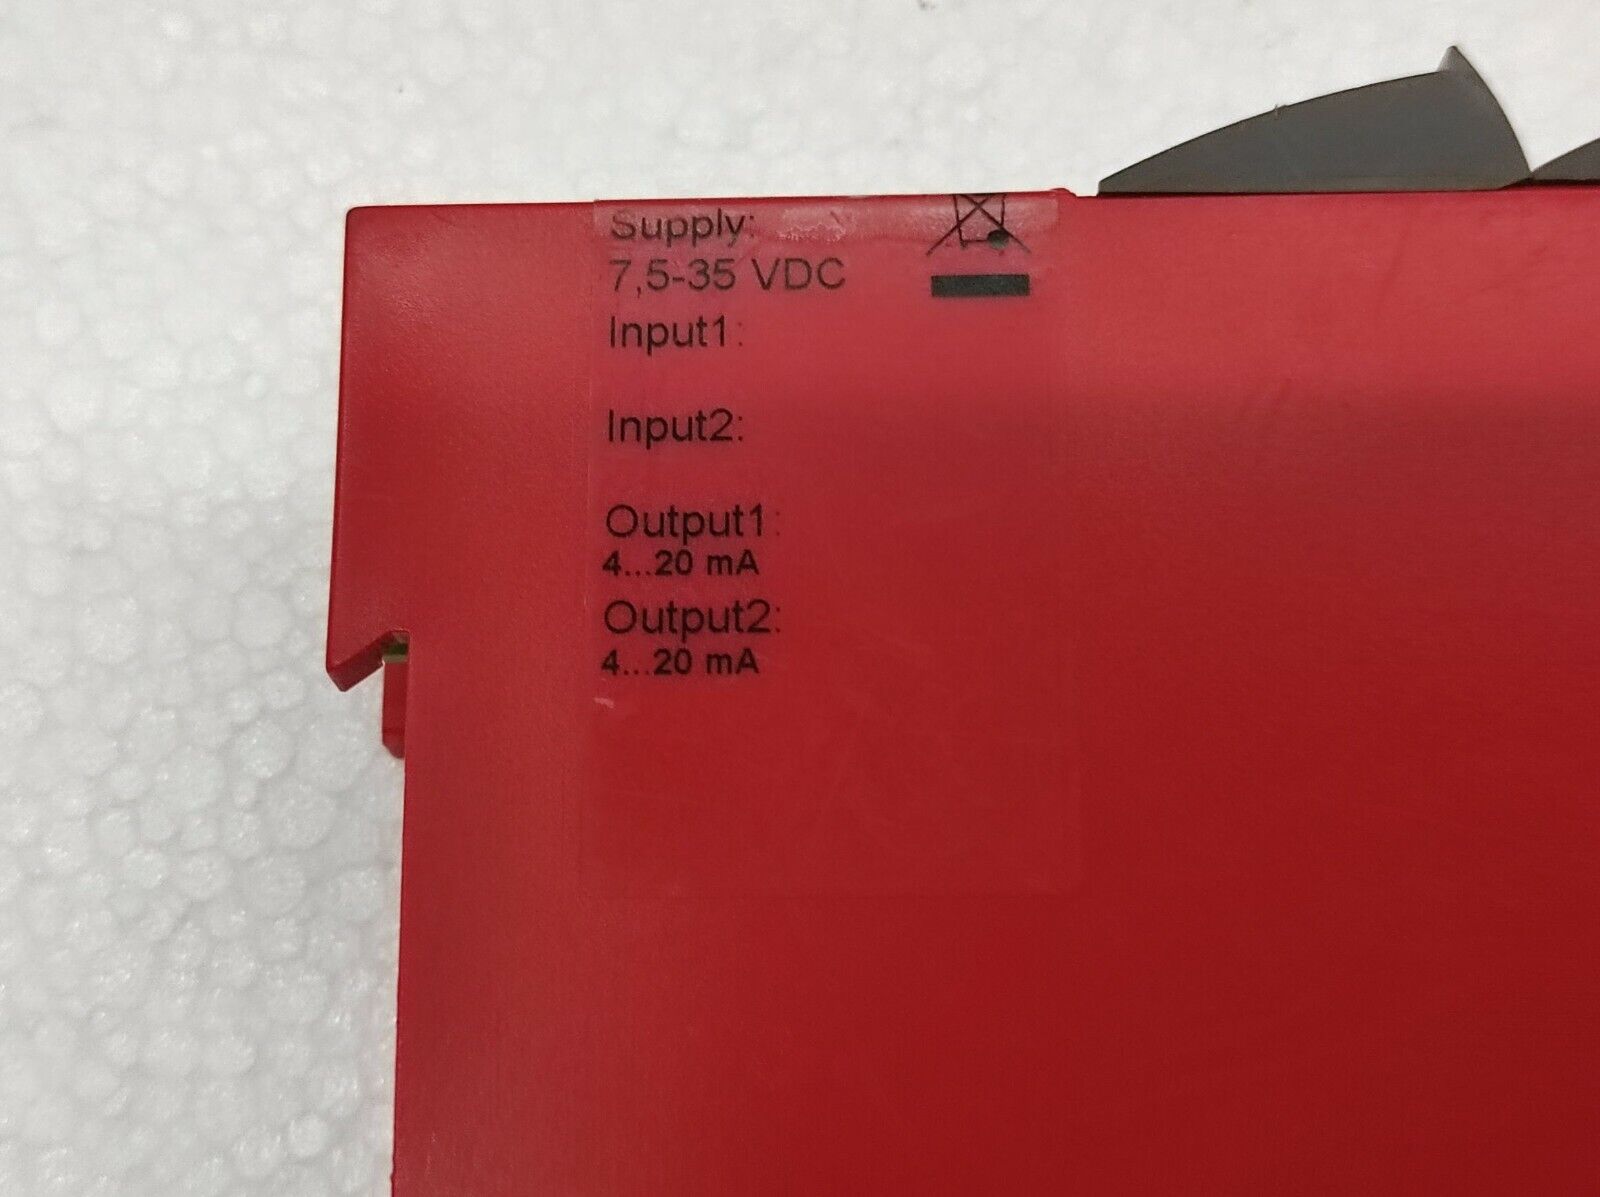 Supply:
7,5-35 VDC
Input1:
Input2:
Output1:
4...20 mA
Output2:
4...20 mA